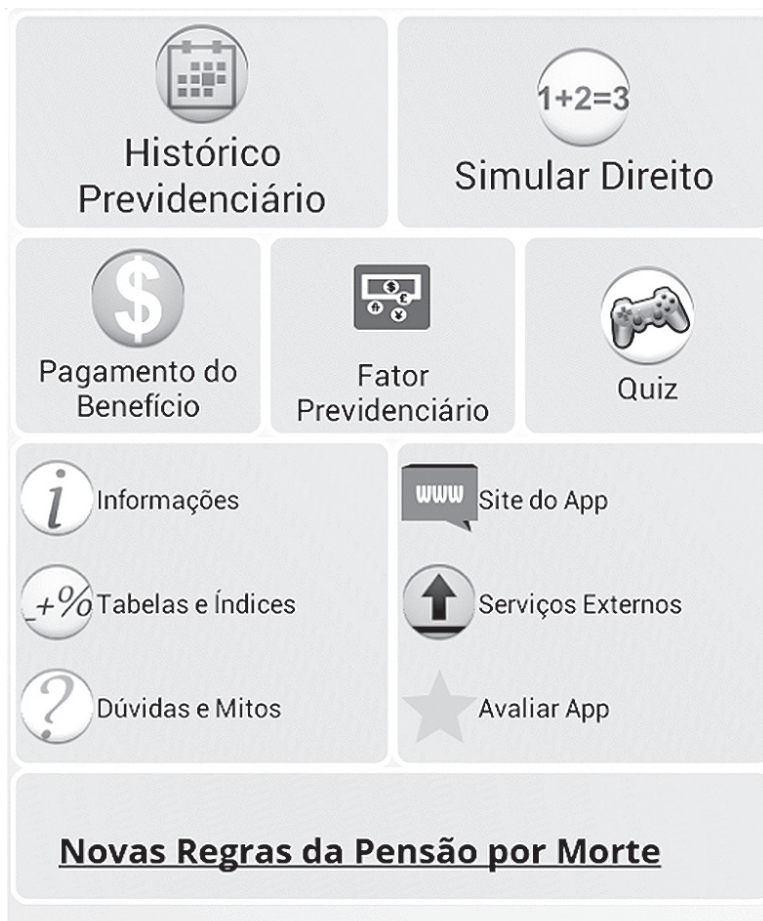 Histórico
Previdenciário
1+2=3
Simular Direito
$
Pagamento do
Benefício
Fator
Previdenciário
Quiz
i Informações
www Site do App
_+% Tabelas e Índices
Serviços Externos
? Dúvidas e Mitos
Avaliar App
Novas Regras da Pensão por Morte